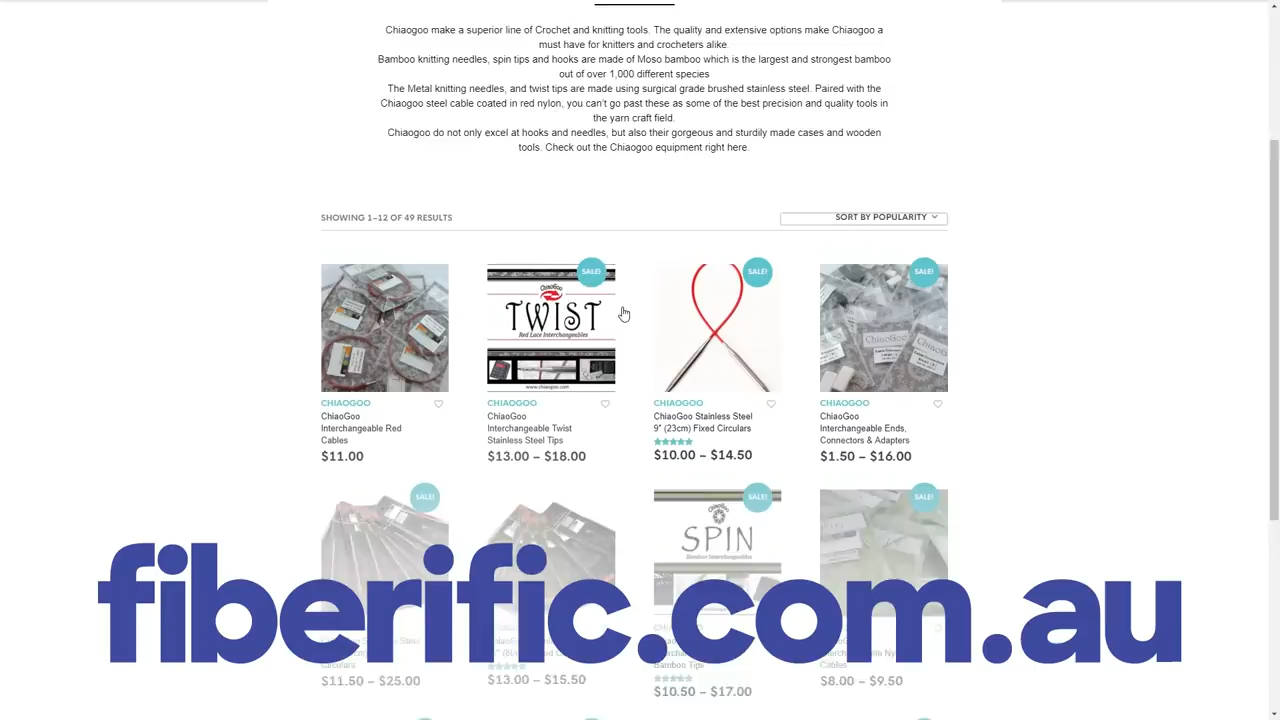 Chiaogoo make a superior line of Crochet and knitting tools. The quality and extensive options make Chiaogoo a
must have for knitters and crocheters alike.
Bamboo knitting needles, spin tips and hooks are made of Moso bamboo which is the largest and strongest bamboo
out of over 1,000 different species
The Metal knitting needles, and twist tips are made using surgical grade brushed stainless steel. Paired with the
Chiaogoo steel cable coated in red nylon, you can't go past these as some of the best precision and quality tools in
the yarn craft field.
Chiaogoo do not only excel at hooks and needles, but also their gorgeous and sturdily made cases and wooden
tools. Check out the Chiaogoo equipment right here.
SHOWING 1–12 OF 49 RESULTS
SORT BY POPULARITY
SALE!
SALE!
SALE!
ChiaoGoo
TWIST
Red Lace Interchangeables
www.chiaogoo.com
ChiaoGoo
CHIAOGOO
CHIAOGOO
CHIAOGOO
CHIAOGOO
ChiaoGoo
Interchangeable Red
Cables
ChiaoGoo
Interchangeable Twist
Stainless Steel Tips
ChiaoGoo Stainless Steel
9″ (23cm) Fixed Circulars
ChiaoGoo
Interchangeable Ends,
Connectors & Adapters
$11.00
$13.00 – $18.00
$10.00 – $14.50
$1.50 – $16.00
SALE!
SALE!
SALE!
ChiaoGoo
SPIN
Bamboo Interchangeables
fiberific.com.au
Circulars
Bamboo Tips
Cables
$11.50 – $25.00
$13.00 – $15.50
$10.50 – $17.00
$8.00 – $9.50